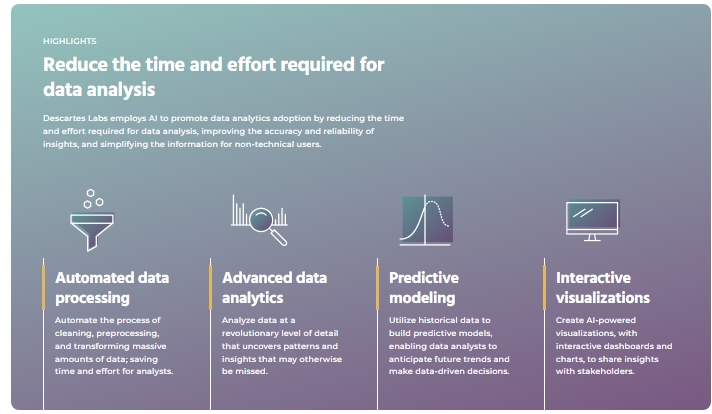 HIGHLIGHTS
Reduce the time and effort required for
data analysis
Descartes Labs employs AI to promote data analytics adoption by reducing the time
and effort required for data analysis, improving the accuracy and reliability of
insights, and simplifying the information for non-technical users.
Automated data
processing
Automate the process of
cleaning, preprocessing,
and transforming massive
amounts of data; saving
time and effort for analysts.
Advanced data
analytics
Analyze data at a
revolutionary level of detail
that uncovers patterns and
insights that may otherwise
be missed.
Predictive
modeling
Utilize historical data to
build predictive models,
enabling data analysts to
anticipate future trends and
make data-driven decisions.
Interactive
visualizations
Create AI-powered
visualizations, with
interactive dashboards and
charts, to share insights
with stakeholders.